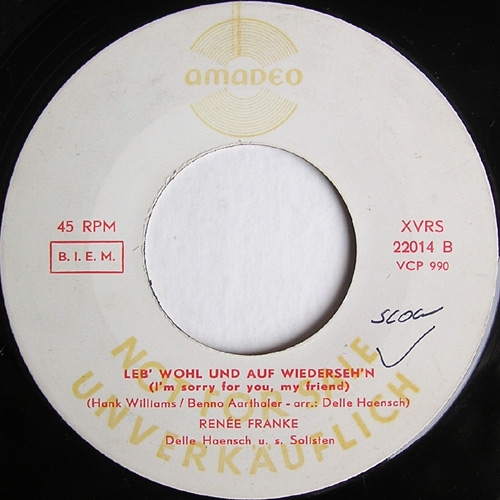 AMADEO
45 RPM
B. I. E. M.
XVRS
22014 B
VCP 990
SLOW
LEB' WOHL UND AUF WIEDERSEH'N
(I'm sorry for you, my friend)
(Hank Williams / Benno Aarthaler - arr.: Delle Haensch)
RENÉE FRANKE
Delle Haensch u. s. Solisten
NOT FOR SALE
UNVERKÄUFLICH